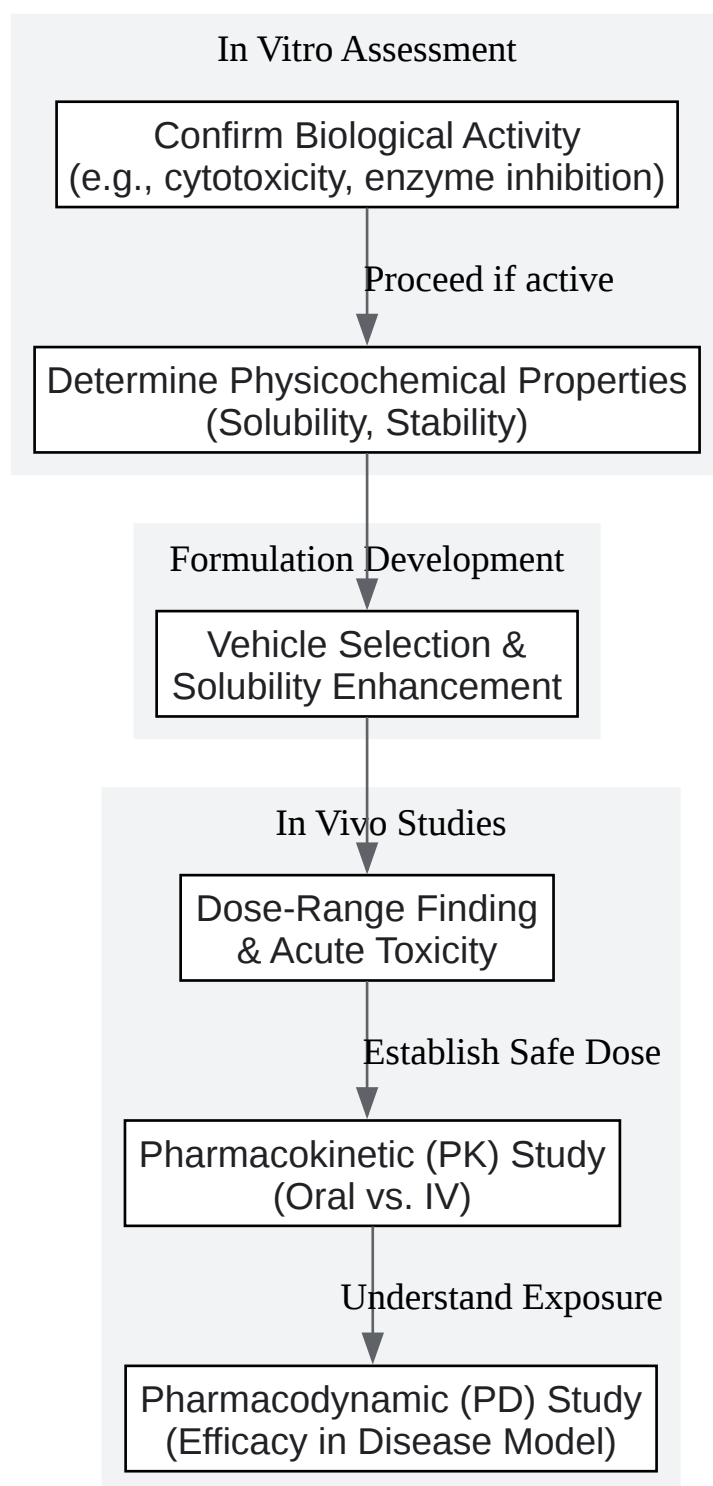 In Vitro Assessment
Confirm Biological Activity
(e.g., cytotoxicity, enzyme inhibition)
Proceed if active
Determine Physicochemical Properties
(Solubility, Stability)
Formulation Development
Vehicle Selection &
Solubility Enhancement
In Vivo Studies
Dose-Range Finding
& Acute Toxicity
Establish Safe Dose
Pharmacokinetic (PK) Study
(Oral vs. IV)
Understand Exposure
Pharmacodynamic (PD) Study
(Efficacy in Disease Model)